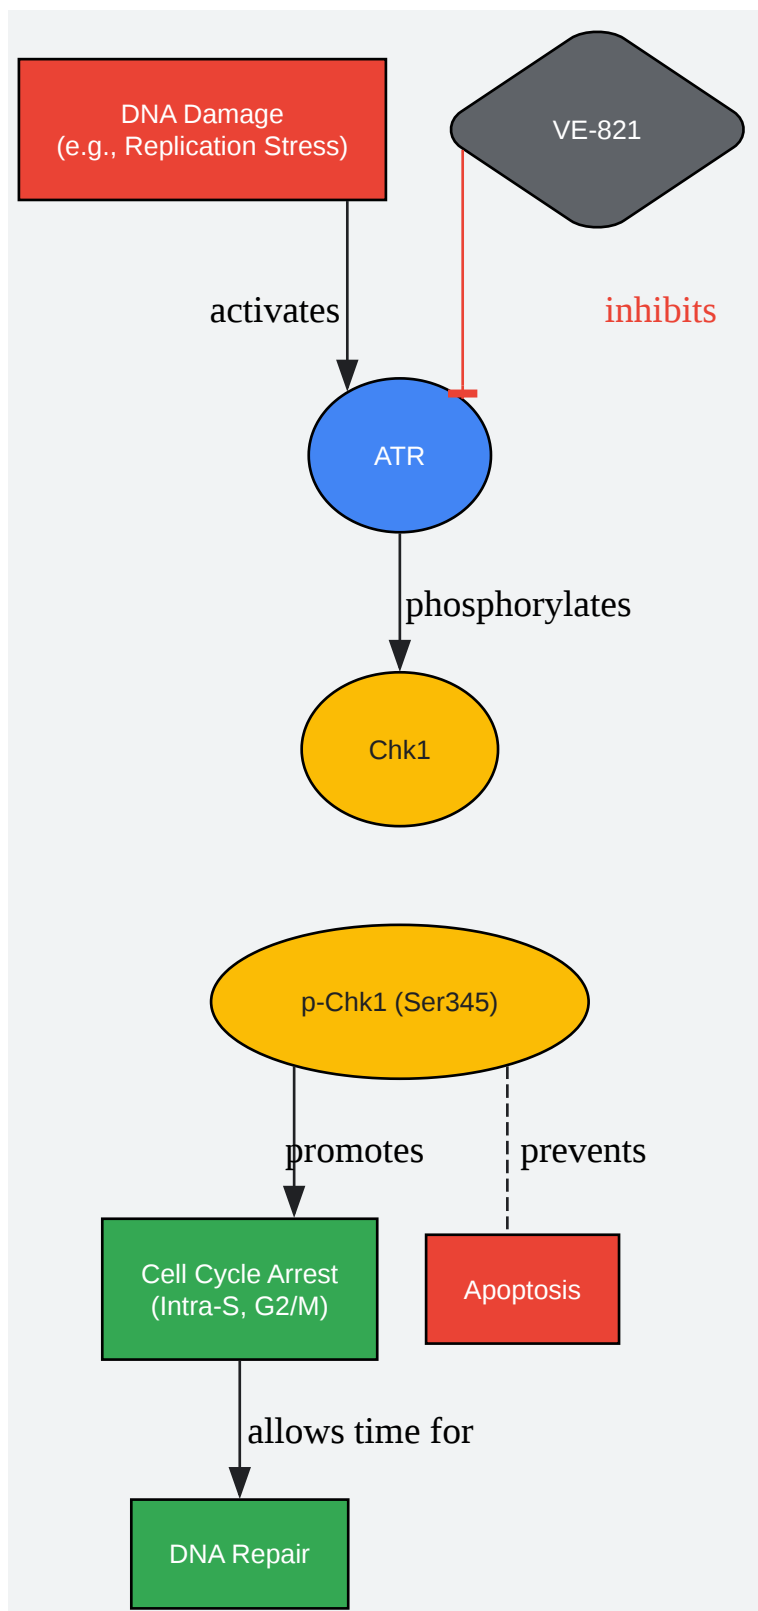 DNA Damage
(e.g., Replication Stress)
VE-821
activates
inhibits
ATR
phosphorylates
Chk1
p-Chk1 (Ser345)
promotes
prevents
Cell Cycle Arrest
(Intra-S, G2/M)
Apoptosis
allows time for
DNA Repair